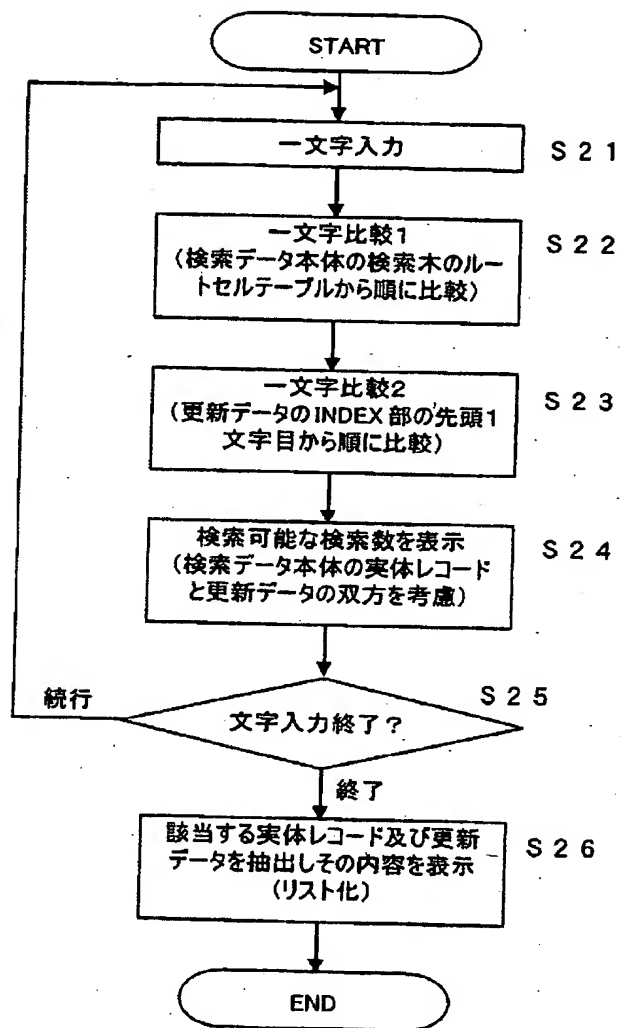 START
一文字入力
S21
一文字比較1
(検索データ本体の検索木のルー
トセルテーブルから順に比較)
S22
一文字比較2
(更新データのINDEX部の先頭1
文字目から順に比較)
S23
検索可能な検索数を表示
(検索データ本体の実体レコード
と更新データの双方を考慮)
S24
続行
文字入力終了?
S25
終了
該当する実体レコード及び更新
データを抽出しその内容を表示
(リスト化)
S26
END